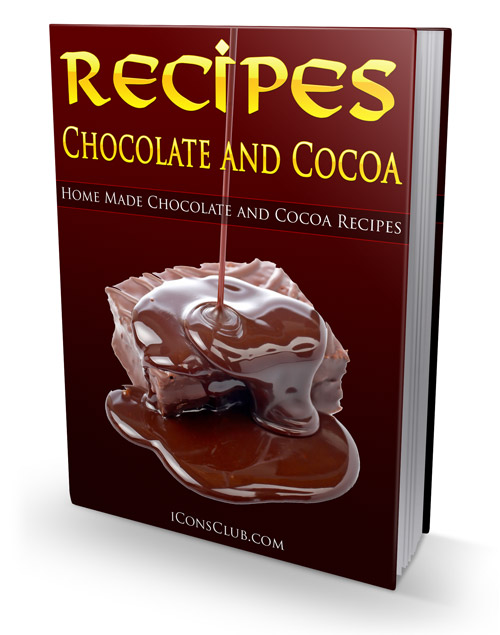 RECIPES
CHOCOLATE AND COCOA
HOME MADE CHOCOLATE AND COCOA RECIPES
iCONSCLUB.COM